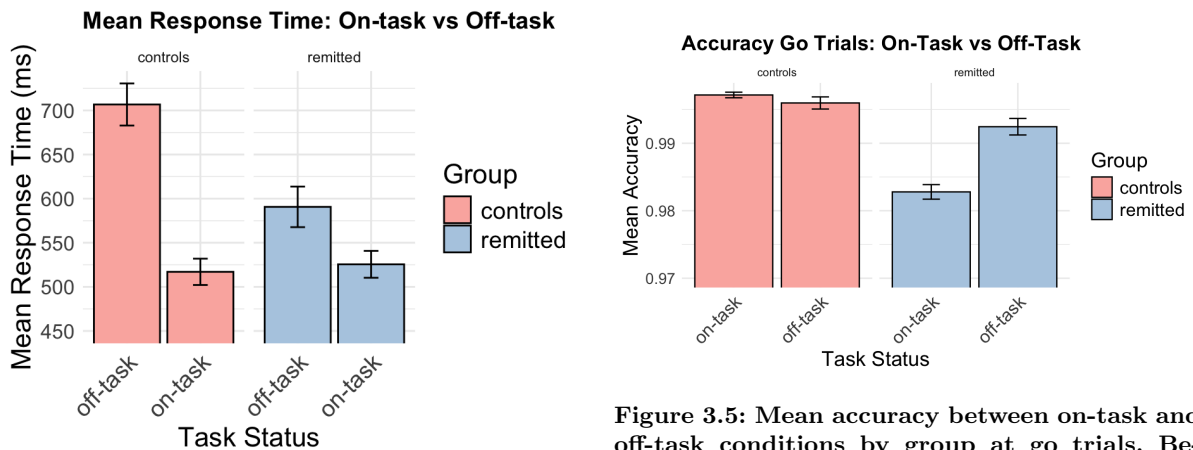 Mean Response Time: On-task vs Off-task
controls remitted
Mean Response Time (ms)
700
650
600
550
500
450
off-task on-task off-task on-task
Task Status
Group
controls
remitted
Accuracy Go Trials: On-Task vs Off-Task
controls remitted
Mean Accuracy
0.99
0.98
0.97
on-task off-task on-task off-task
Task Status
Group
controls
remitted
Figure 3.5: Mean accuracy between on-task and
off-task conditions by group at go trials. Be-